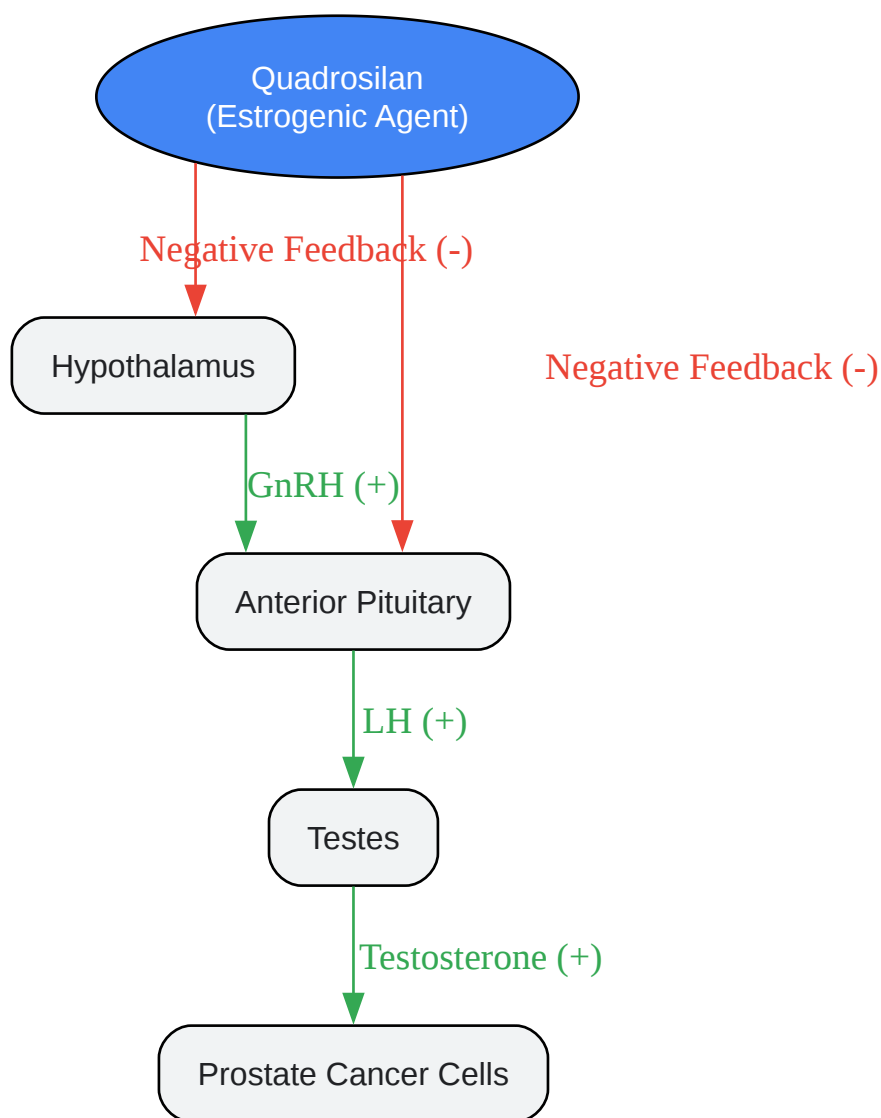 Quadrosilan
(Estrogenic Agent)
Negative Feedback (-)
Hypothalamus
Negative Feedback (-)
GnRH (+)
Anterior Pituitary
LH (+)
Testes
Testosterone (+)
Prostate Cancer Cells